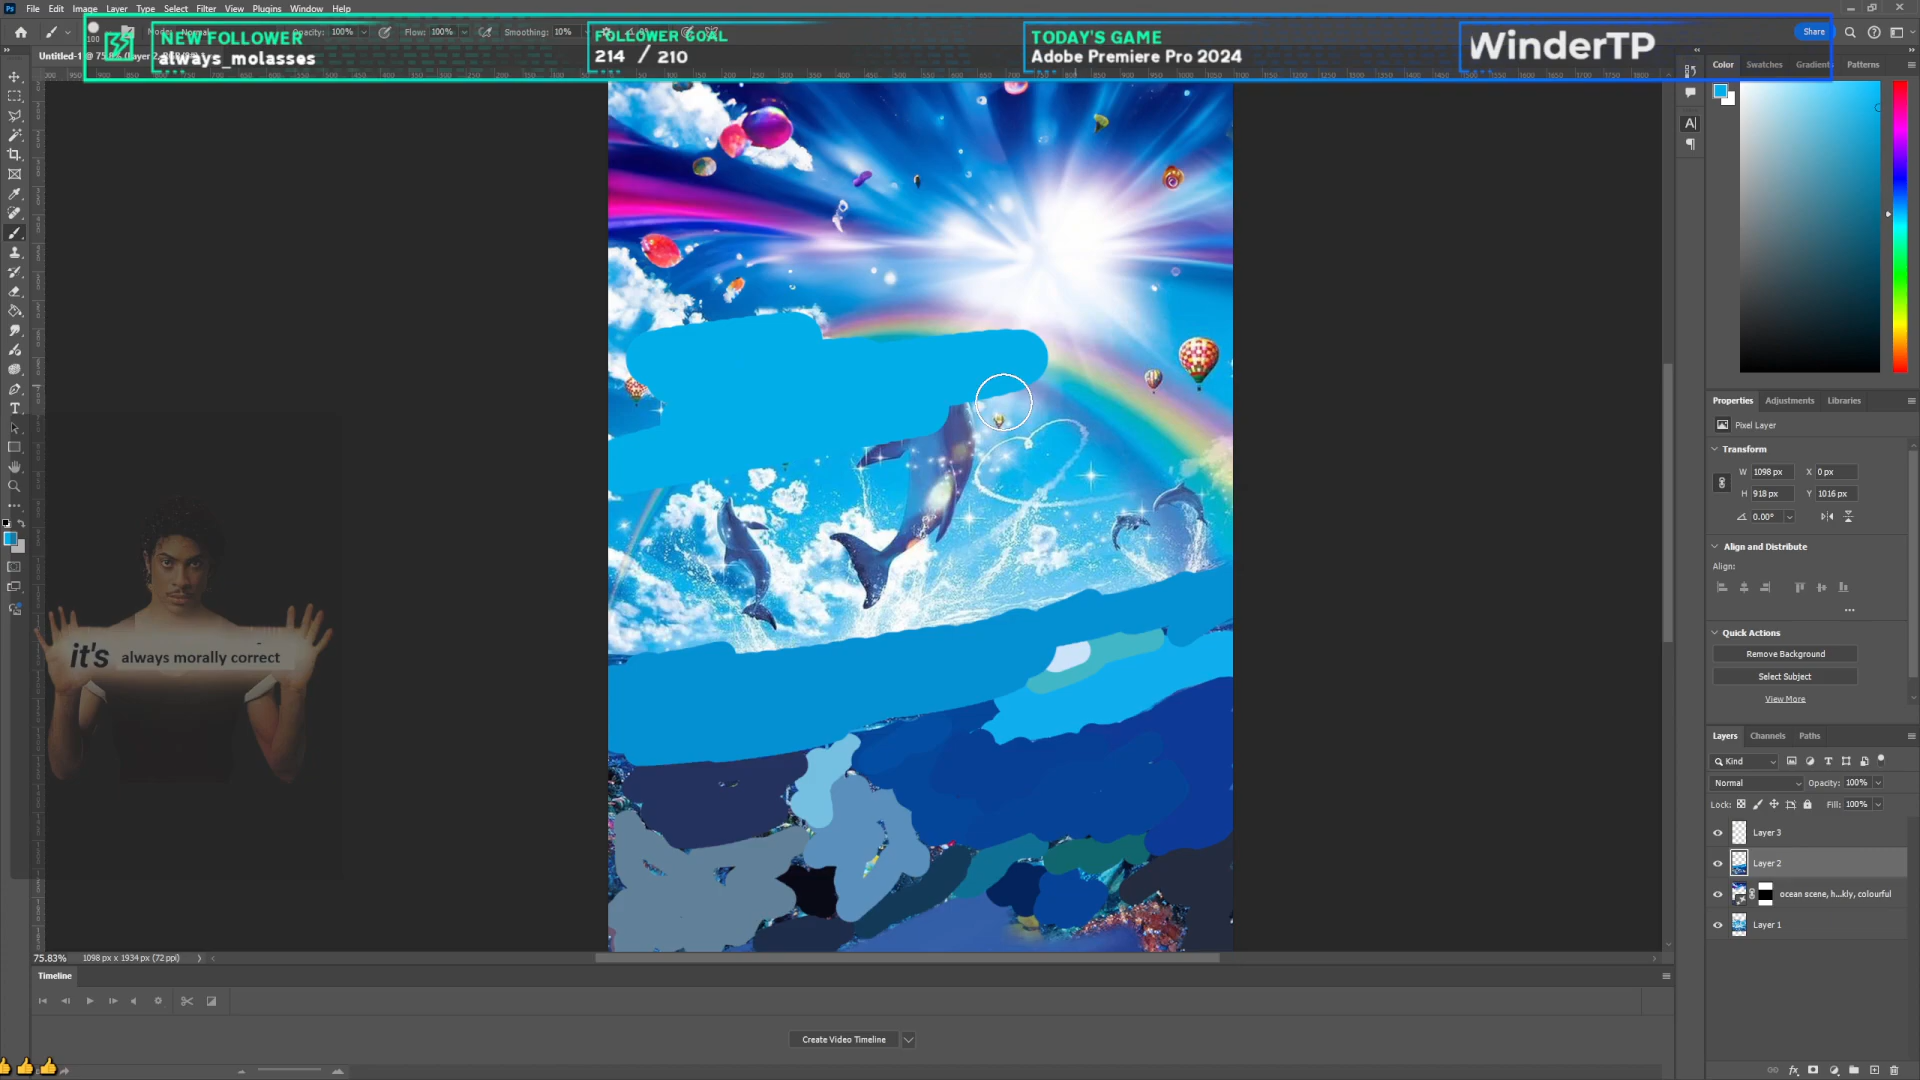 Ps File Edit Image Layer Type Select Filter View Plugins Window Help
Normal Opacity: 100% Flow: 100% Smoothing: 10% Share
NEW FOLLOWER
always_molasses
FOLLOWER GOAL
214 / 210
TODAY'S GAME
Adobe Premiere Pro 2024
WinderTP
Color Swatches Gradients Patterns
it's always morally correct
Properties Adjustments Libraries
Pixel Layer
Transform
W 1098 px X 0 px
H 918 px Y 1016 px
0.00°
Align and Distribute
Align:
Quick Actions
Remove Background
Select Subject
View More
Layers Channels Paths
Kind
Normal Opacity: 100%
Lock: Fill: 100%
Layer 3
Layer 2
ocean scene, h...kly, colourful
Layer 1
75.83% 1098 px x 1934 px (72 ppi)
Timeline
Create Video Timeline